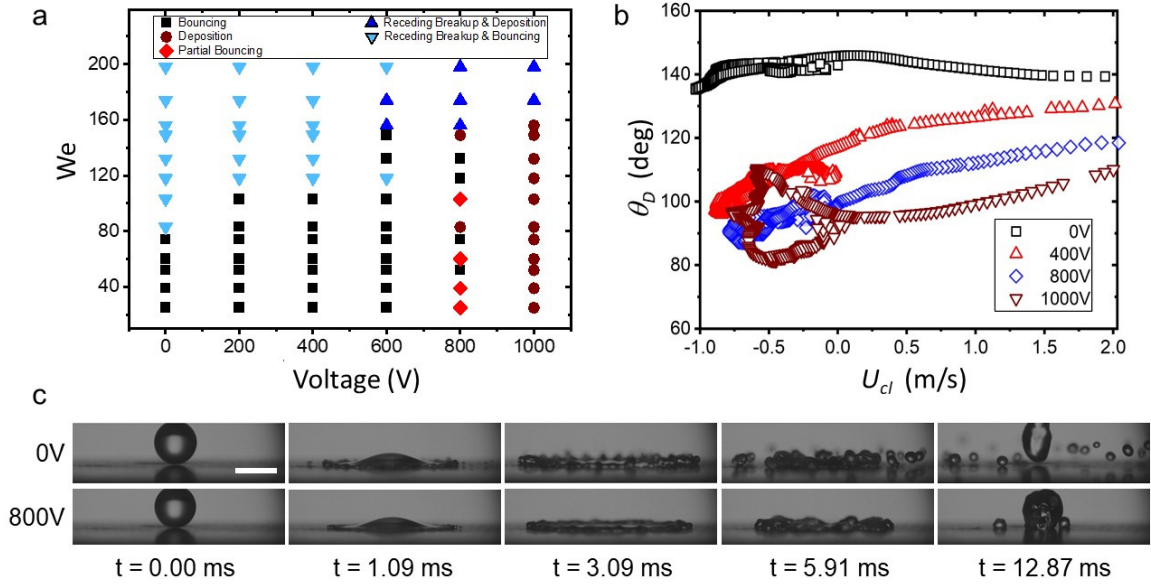 a
Bouncing
Deposition
Partial Bouncing
Receding Breakup & Deposition
Receding Breakup & Bouncing
200
160
120
80
40
We
0 200 400 600 800 1000
Voltage (V)
b
160
140
120
100
80
60
θD (deg)
0V
400V
800V
1000V
-1.0 -0.5 0.0 0.5 1.0 1.5 2.0
Ucl (m/s)
c
0V
800V
t = 0.00 ms t = 1.09 ms t = 3.09 ms t = 5.91 ms t = 12.87 ms